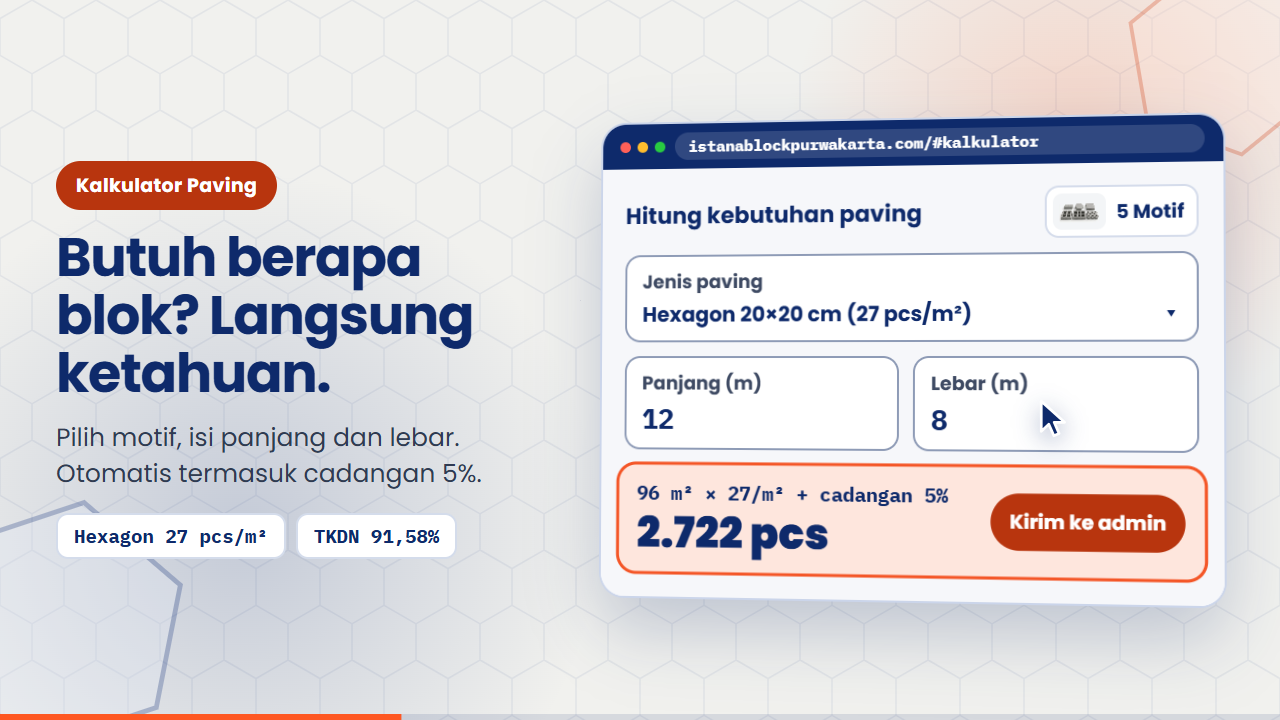 Kalkulator Paving
Butuh berapa
blok? Langsung
ketahuan.
Pilih motif, isi panjang dan lebar.
Otomatis termasuk cadangan 5%.
Hexagon 27 pcs/m²
TKDN 91,58%
istanablockpurwakarta.com/#kalkulator
Hitung kebutuhan paving
5 Motif
Jenis paving
Hexagon 20×20 cm (27 pcs/m²)
Panjang (m)
12
Lebar (m)
8
96 m² × 27/m² + cadangan 5%
2.722 pcs
Kirim ke admin